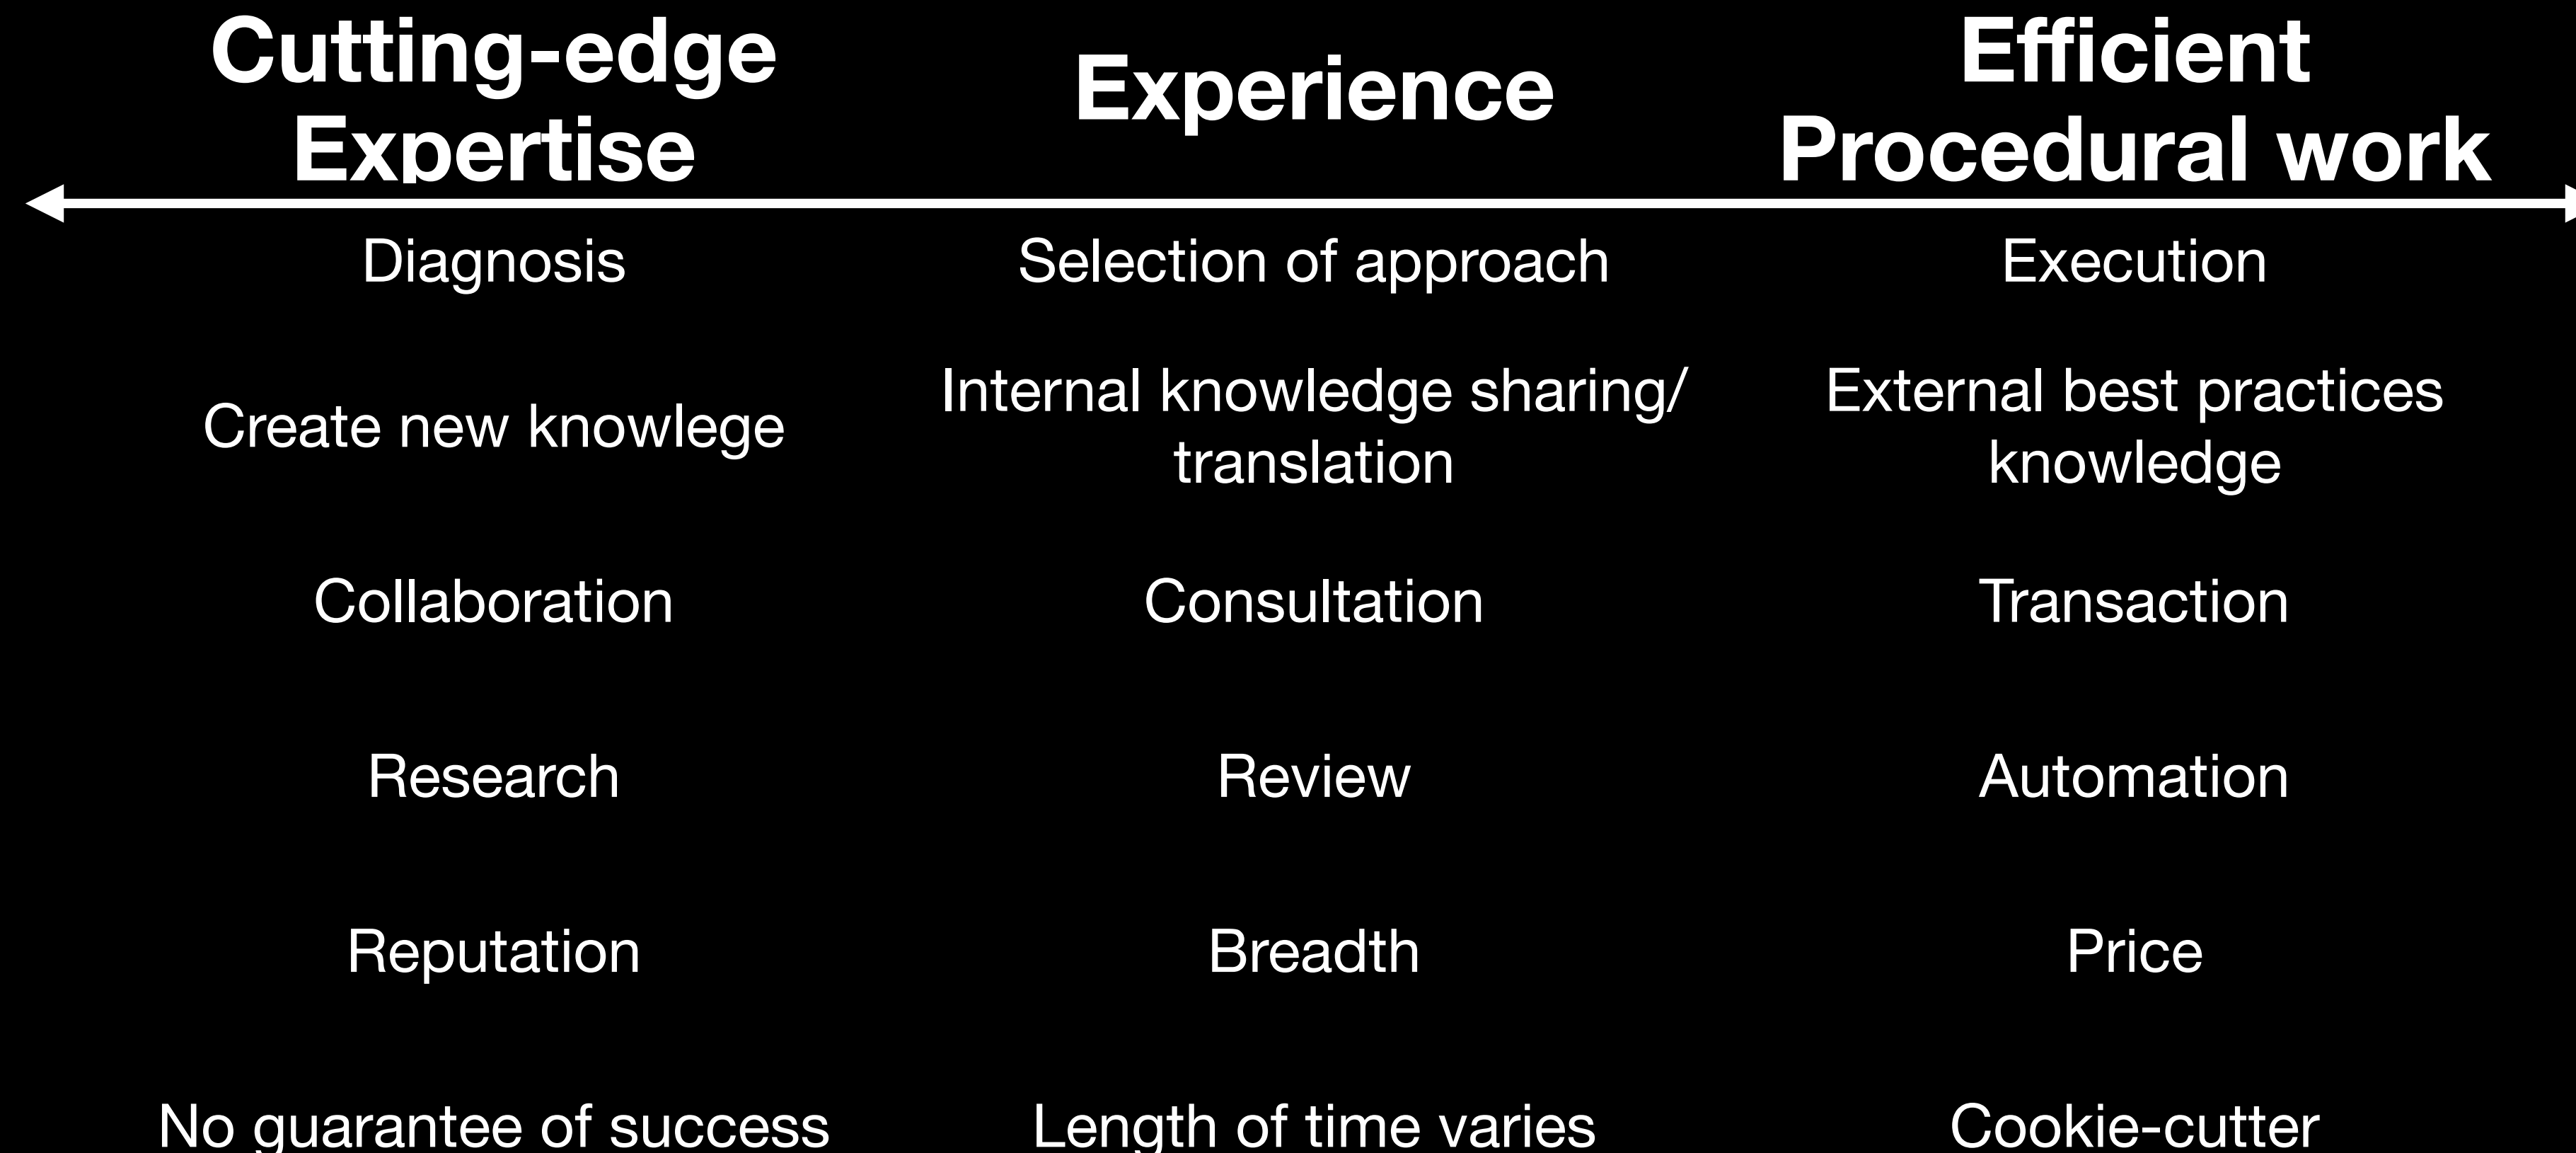 Cutting-edge
Expertise
Experience
Efficient
Procedural work
Diagnosis
Selection of approach
Execution
Create new knowlege
Internal knowledge sharing/
translation
External best practices
knowledge
Collaboration
Consultation
Transaction
Research
Review
Automation
Reputation
Breadth
Price
No guarantee of success
Length of time varies
Cookie-cutter